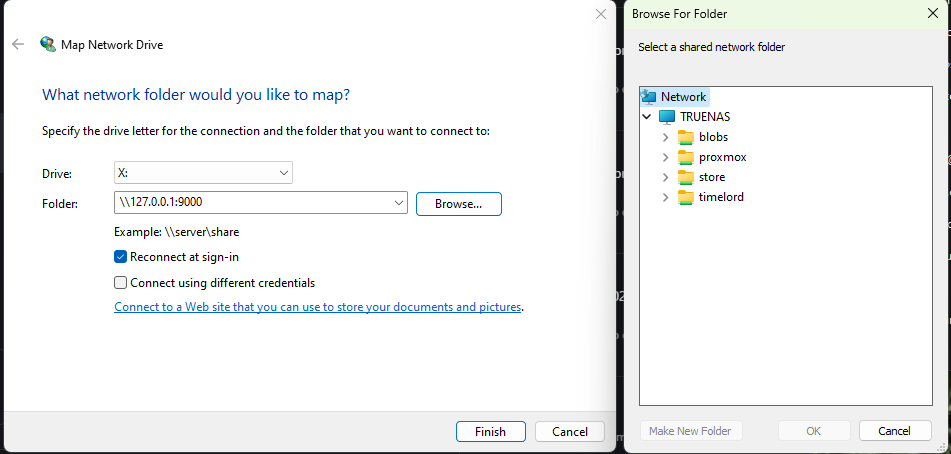 Map Network Drive
What network folder would you like to map?
Specify the drive letter for the connection and the folder that you want to connect to:
Drive: X:
Folder: \\127.0.0.1:9000 Browse...
Example: \\server\share
Reconnect at sign-in
Connect using different credentials
Connect to a Web site that you can use to store your documents and pictures.
Finish Cancel
Browse For Folder
Select a shared network folder
Network
TRUENAS
blobs
proxmox
store
timelord
Make New Folder OK Cancel